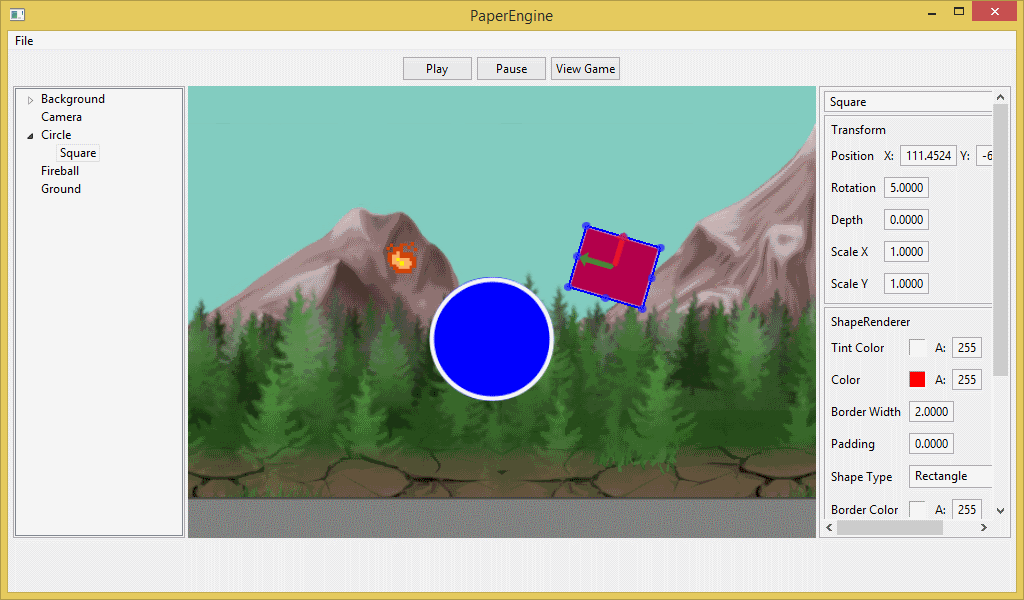 PaperEngine
File
Play Pause View Game
Background
Camera
Circle
Square
Fireball
Ground
Square
Transform
Position X: 111.4524 Y: -6
Rotation 5.0000
Depth 0.0000
Scale X 1.0000
Scale Y 1.0000
ShapeRenderer
Tint Color A: 255
Color A: 255
Border Width 2.0000
Padding 0.0000
Shape Type Rectangle
Border Color A: 255